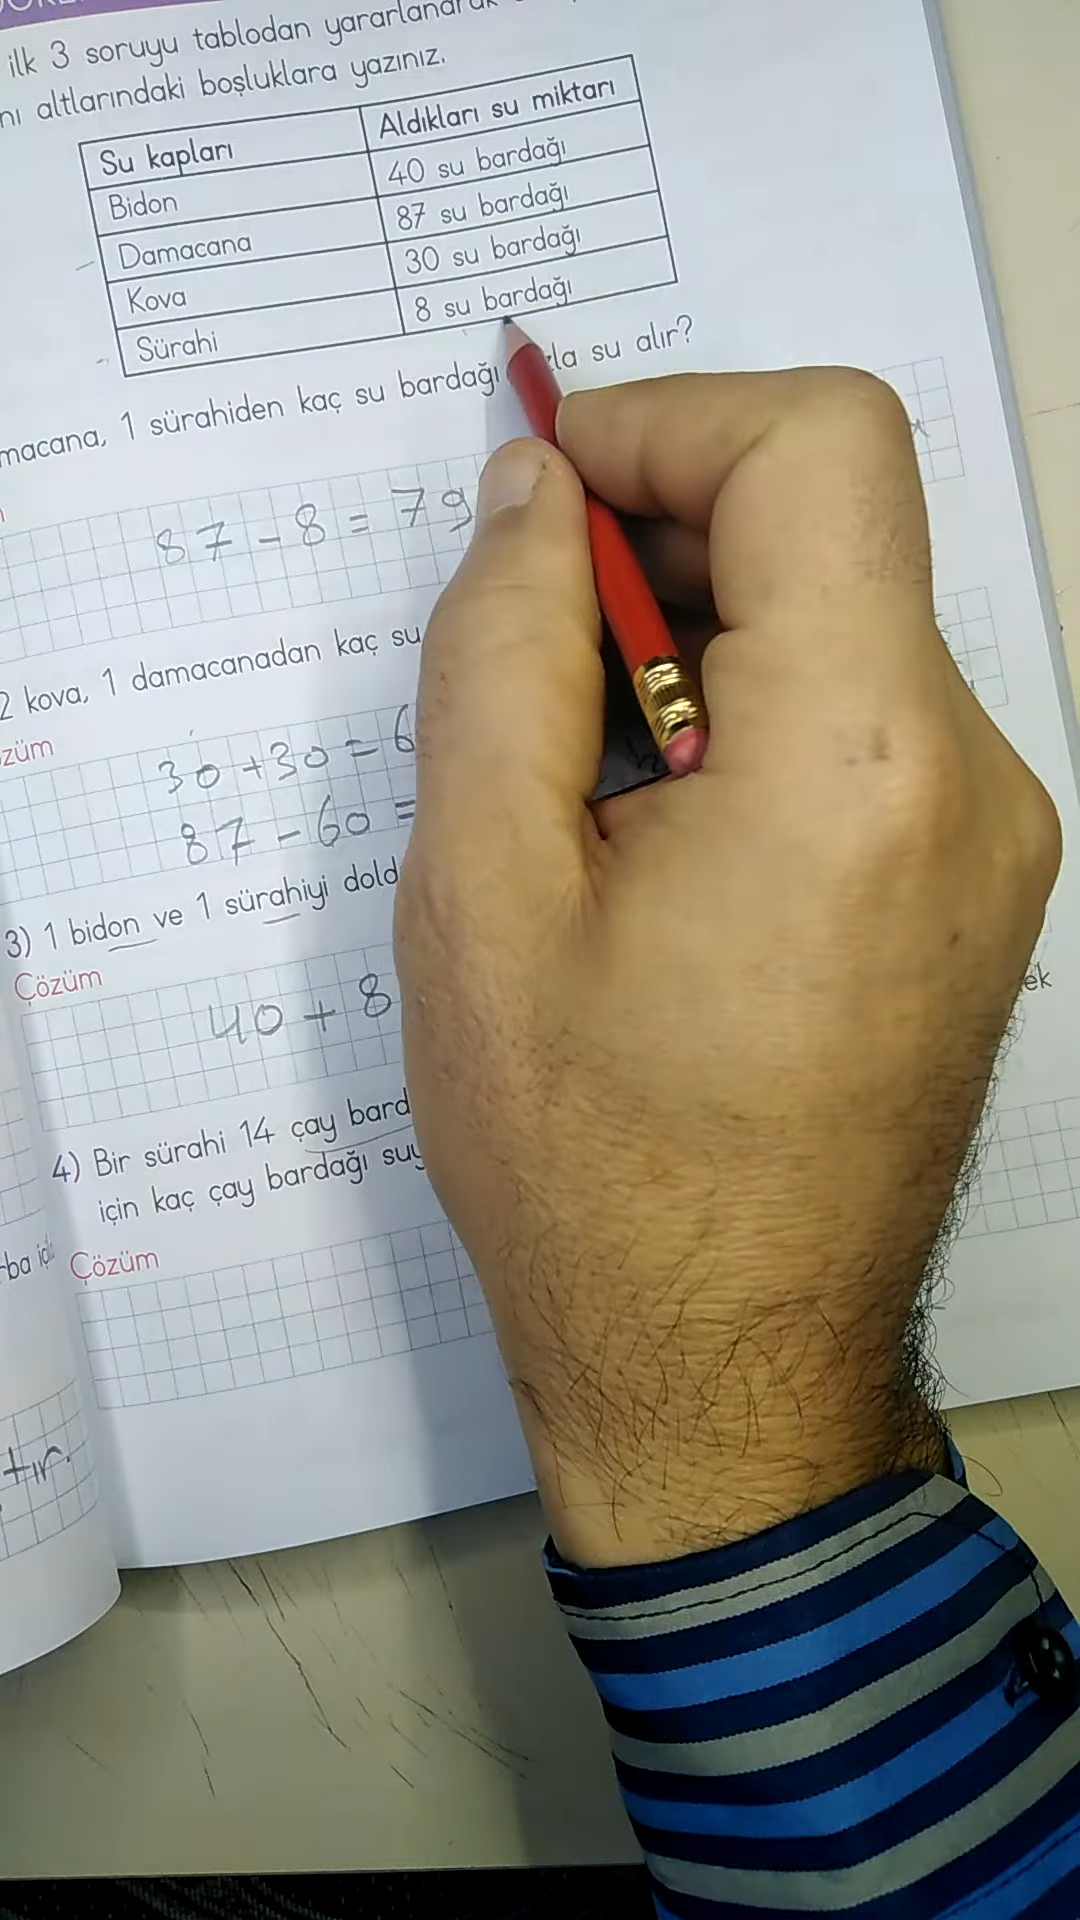 ilk 3 soruyu tablodan yararlanarak
altlarındaki boşluklara yazınız.
Su kapları Aldıkları su miktarı
Bidon 40 su bardağı
Damacana 87 su bardağı
Kova 30 su bardağı
Sürahi 8 su bardağı
macana, 1 sürahiden kaç su bardağı su alır?
87 - 8 = 79
2 kova, 1 damacanadan kaç su
züm
30 + 30 = 6
87 - 60 =
3) 1 bidon ve 1 sürahiyi dold
Çözüm
40 + 8
ek
4) Bir sürahi 14 çay bard
için kaç çay bardağı suy
Çözüm
tır.